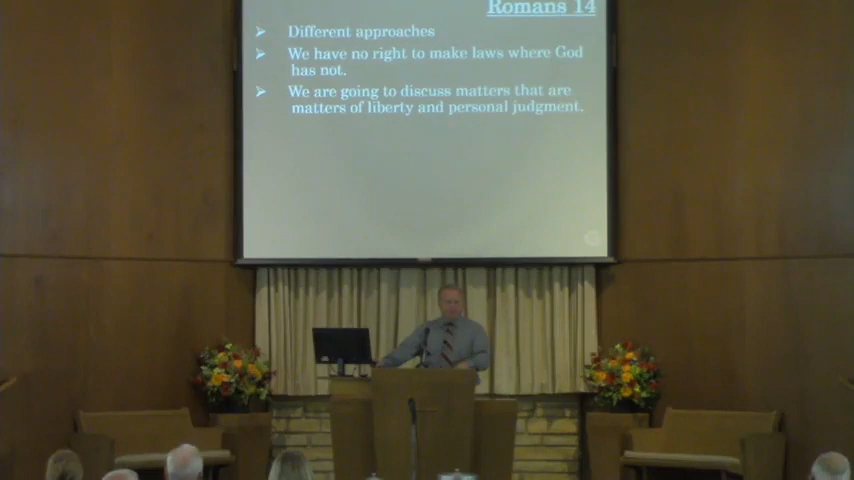 Romans 14
➢ Different approaches
➢ We have no right to make laws where God
has not.
➢ We are going to discuss matters that are
matters of liberty and personal judgment.